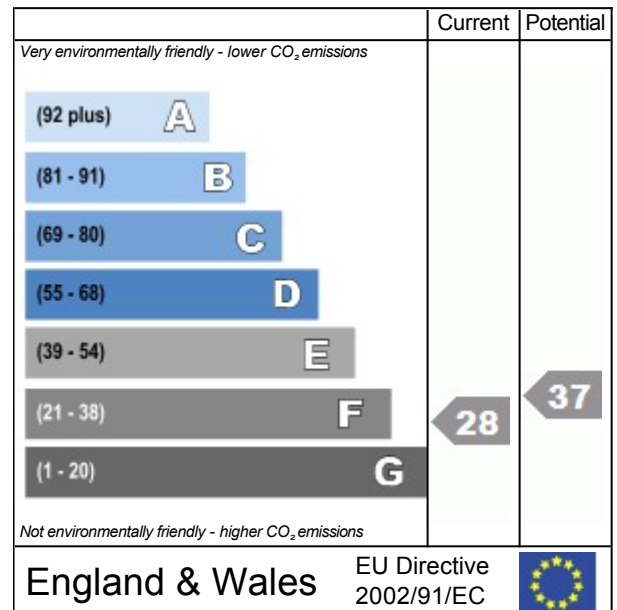 Current Potential
Very environmentally friendly - lower CO₂ emissions
(92 plus) A
(81 - 91) B
(69 - 80) C
(55 - 68) D
(39 - 54) E
(21 - 38) F 28 37
(1 - 20) G
Not environmentally friendly - higher CO₂ emissions
England & Wales
EU Directive
2002/91/EC